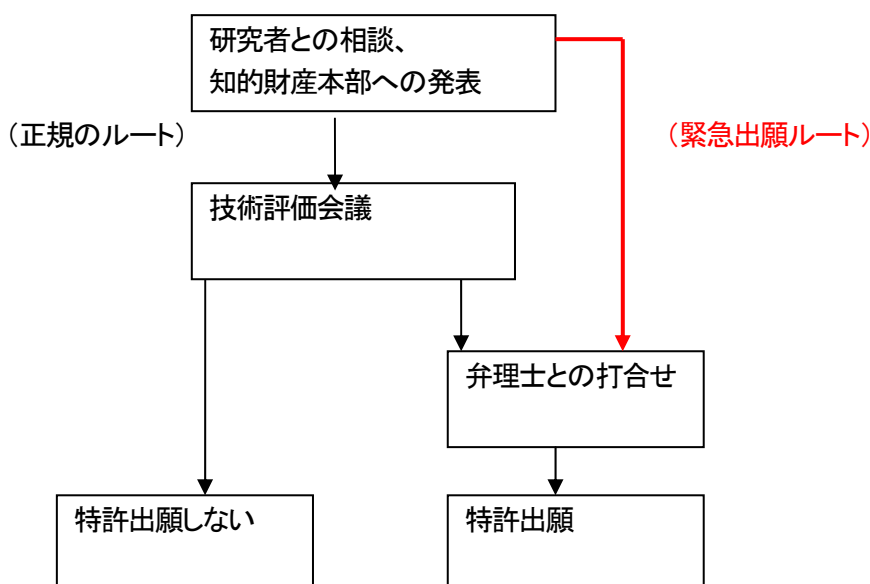 研究者との相談、
知的財産本部への発表
（正規のルート）
（緊急出願ルート）
技術評価会議
弁理士との打合せ
特許出願しない
特許出願